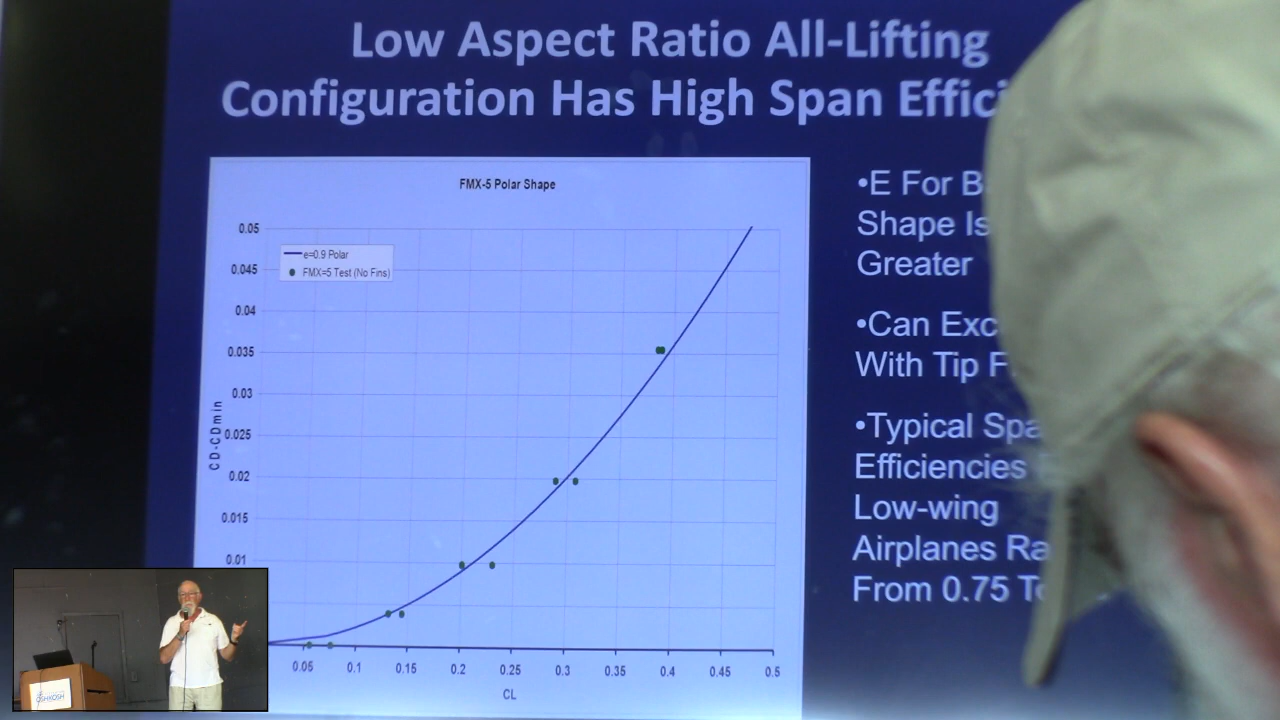 Low Aspect Ratio All-Lifting
Configuration Has High Span Effici
FMX-5 Polar Shape
0.05
0.045
0.04
0.035
0.03
0.025
0.02
0.015
0.01
CD-CDmin
e=0.9 Polar
FMX=5 Test (No Fins)
0.05 0.1 0.15 0.2 0.25 0.3 0.35 0.4 0.45 0.5
CL
•E For B
Shape Is
Greater
•Can Exc
With Tip F
•Typical Spa
Efficiencies
Low-wing
Airplanes Ra
From 0.75 To
OSHKOSH